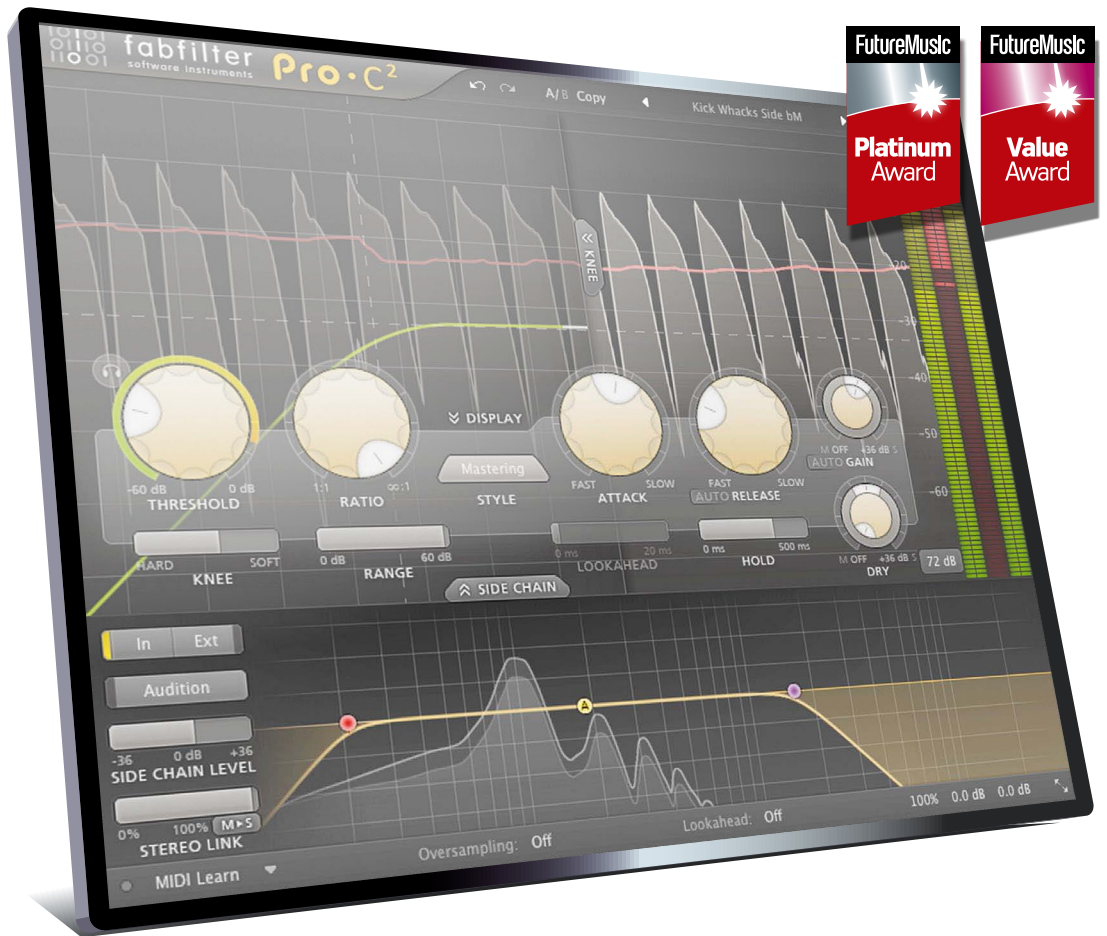 fabfilter
software instruments
Pro·C²
A/B Copy
Kick Whacks Side bM
FutureMusic
Platinum
Award
FutureMusic
Value
Award
KNEE
-20
-30
-40
-50
-60
-60 dB
0 dB
THRESHOLD
1:1
∞:1
RATIO
DISPLAY
Mastering
STYLE
FAST
SLOW
ATTACK
FAST
SLOW
AUTO RELEASE
M OFF +36 dB S
AUTO GAIN
M OFF +36 dB S
DRY
72 dB
HARD
SOFT
KNEE
0 dB
60 dB
RANGE
0 ms
20 ms
LOOKAHEAD
0 ms
500 ms
HOLD
SIDE CHAIN
In Ext
Audition
A
-36 0 dB +36
SIDE CHAIN LEVEL
0% 100% M▸S
STEREO LINK
MIDI Learn
Oversampling: Off
Lookahead: Off
100% 0.0 dB 0.0 dB